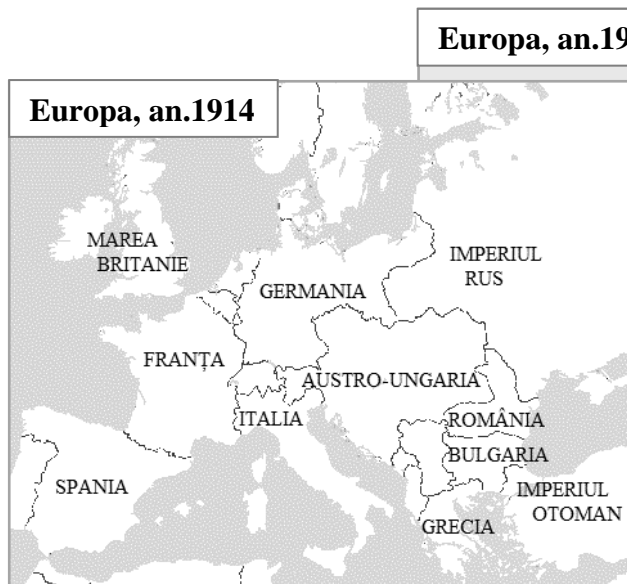 Europa, an.19
Europa, an.1914
MAREA
BRITANIE
IMPERIUL
RUS
GERMANIA
FRANȚA
AUSTRO-UNGARIA
ITALIA
ROMÂNIA
BULGARIA
SPANIA
IMPERIUL
OTOMAN
GRECIA